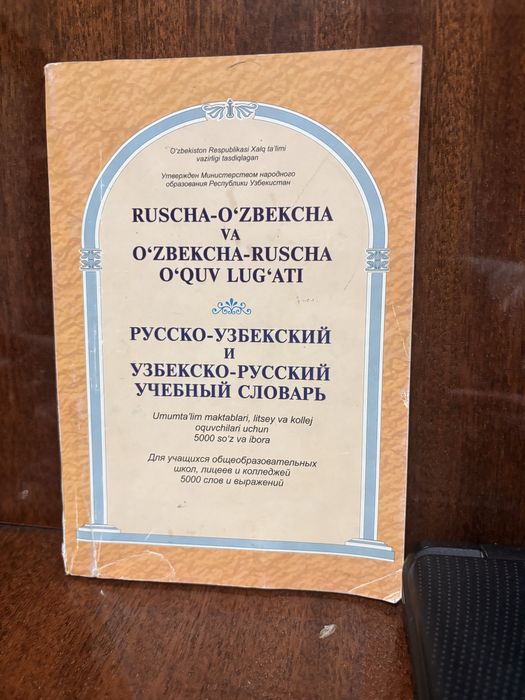 O'zbekiston Respublikasi Xalq ta'limi
vazirligi tasdiqlagan
Утвержден Министерством народного
образования Республики Узбекистан
RUSCHA-O‘ZBEKCHA
VA
O‘ZBEKCHA-RUSCHA
O‘QUV LUG‘ATI
РУССКО-УЗБЕКСКИЙ
И
УЗБЕКСКО-РУССКИЙ
УЧЕБНЫЙ СЛОВАРЬ
Umumta'lim maktablari, litsey va kollej
oquvchilari uchun
5000 so'z va ibora
Для учащихся общеобразовательных
школ, лицеев и колледжей
5000 слов и выражений